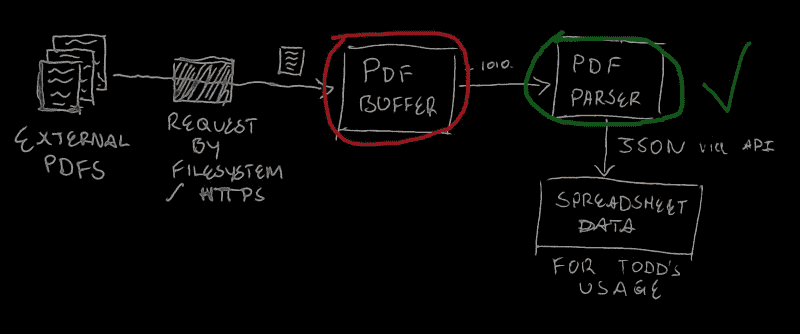 EXTERNAL
PDFS
REQUEST
BY
FILESYSTEM
/ HTTPS
PDF
BUFFER
1010.
PDF
PARSER
JSON via API
SPREADSHEET
DATA
FOR TODD'S
USAGE